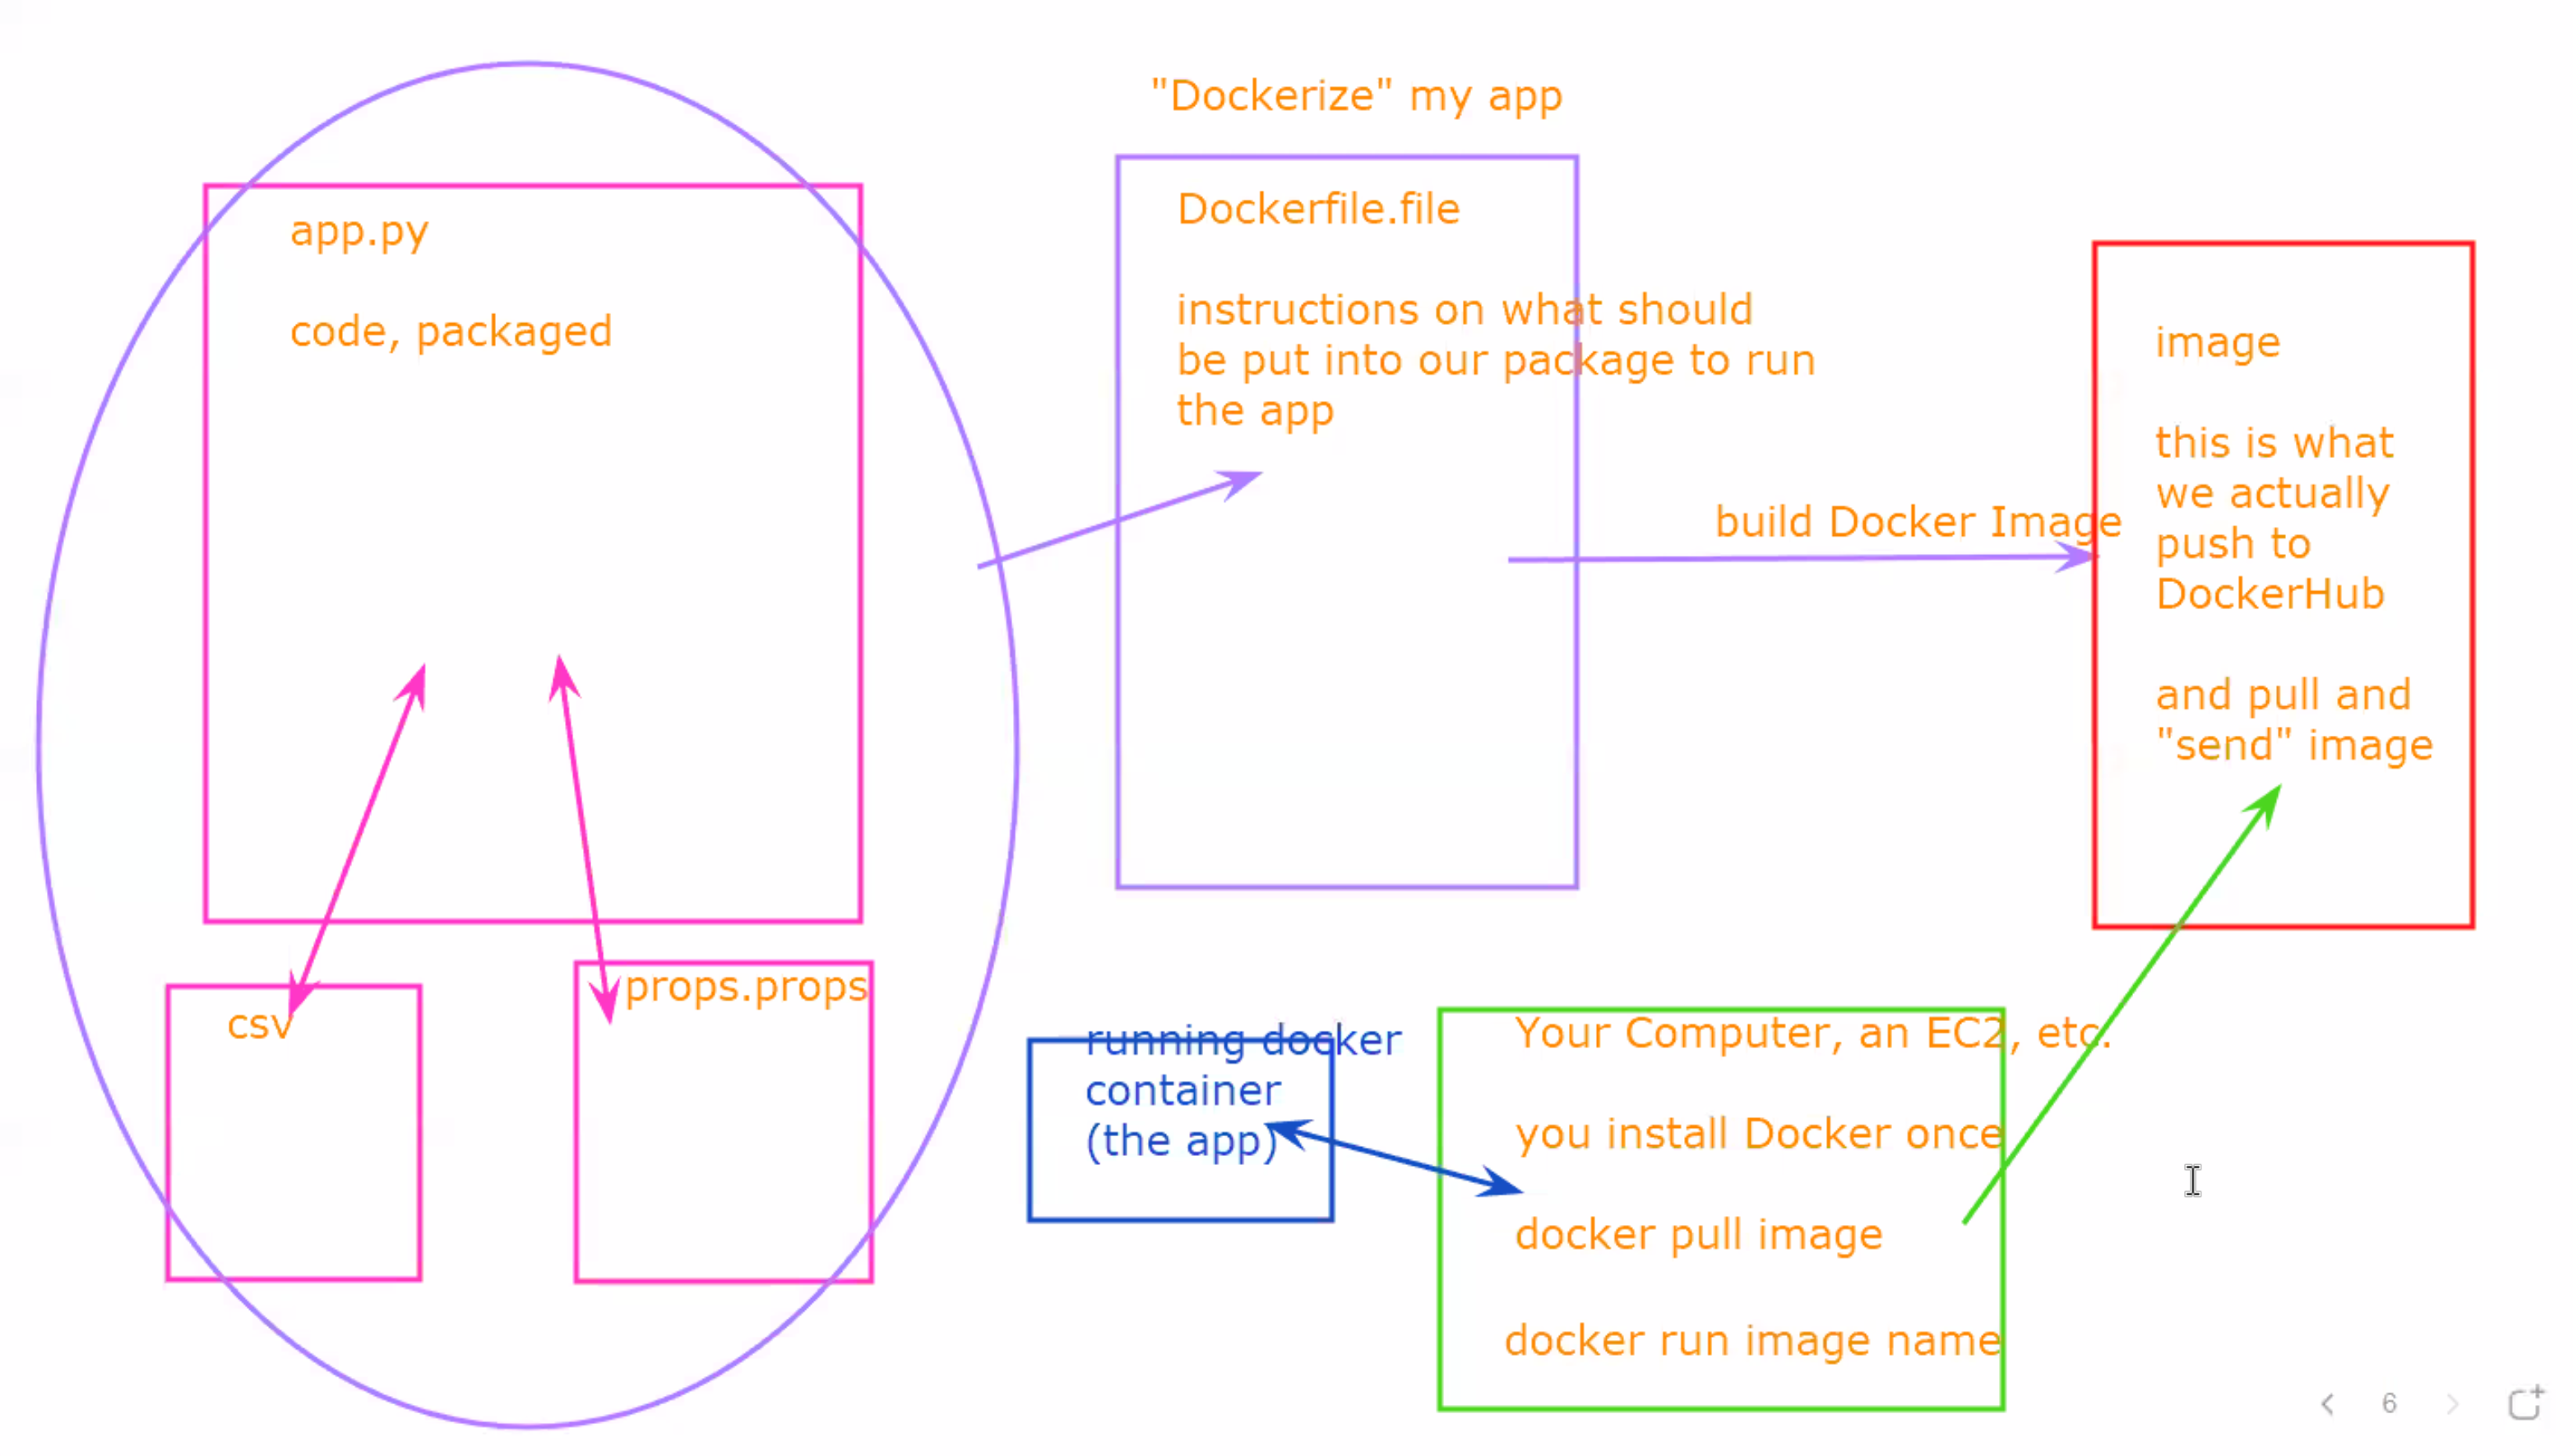 "Dockerize" my app
app.py
code, packaged
csv
props.props
Dockerfile.file
instructions on what should
be put into our package to run
the app
build Docker Image
image
this is what
we actually
push to
DockerHub
and pull and
"send" image
running docker
container
(the app)
Your Computer, an EC2, etc.
you install Docker once
docker pull image
docker run image name
6